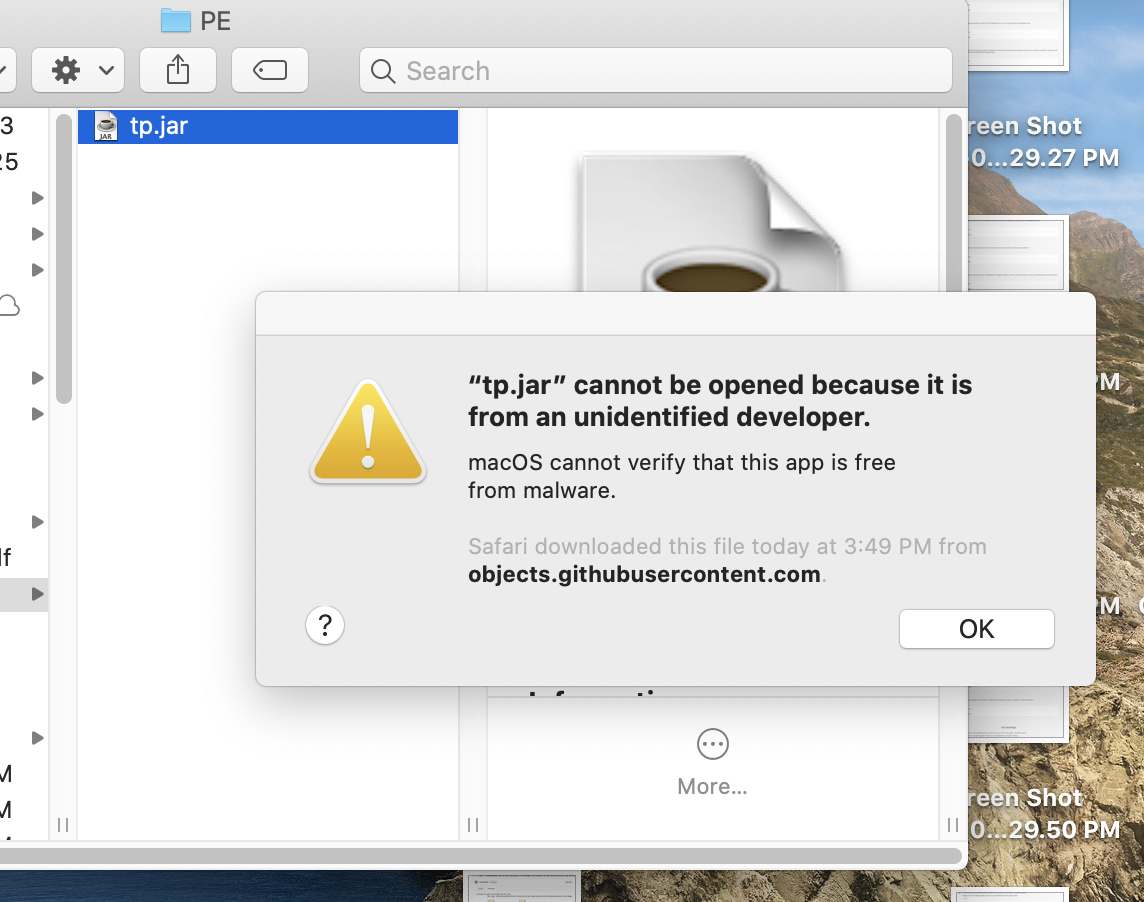 PE
Search
3
25
tp.jar
JAR
reen Shot
0...29.27 PM
“tp.jar” cannot be opened because it is
from an unidentified developer.
macOS cannot verify that this app is free
from malware.
Safari downloaded this file today at 3:49 PM from
objects.githubusercontent.com.
?
OK
PM
lf
PM
More...
M
M
reen Shot
0...29.50 PM